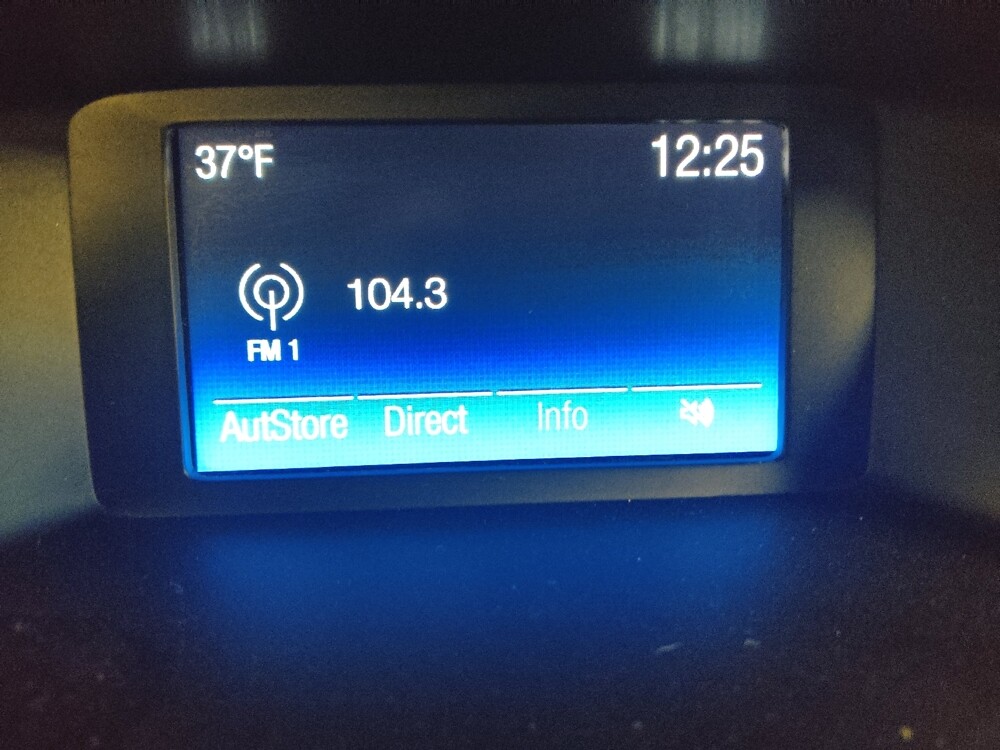 37°F 12:25
104.3
FM 1
AutStore Direct Info